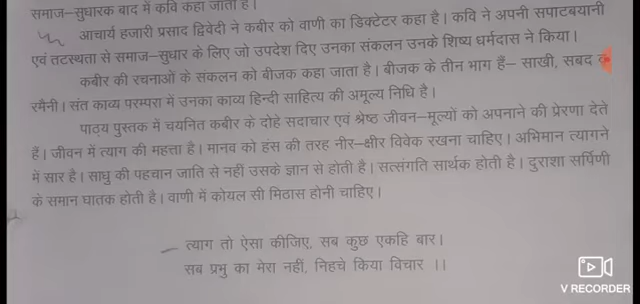 समाज-सुधारक बाद में कवि कहा जाता है।
आचार्य हजारी प्रसाद द्विवेदी ने कबीर को वाणी का डिक्टेटर कहा है। कवि ने अपनी सपाटबयानी
एवं तटस्थता से समाज-सुधार के लिए जो उपदेश दिए उनका संकलन उनके शिष्य धर्मदास ने किया।
कबीर की रचनाओं के संकलन को बीजक कहा जाता है। बीजक के तीन भाग हैं- साखी, सबद
रमैनी। संत काव्य परम्परा में उनका काव्य हिन्दी साहित्य की अमूल्य निधि है।
पाठ्य पुस्तक में चयनित कबीर के दोहे सदाचार एवं श्रेष्ठ जीवन-मूल्यों को अपनाने की प्रेरणा देते
हैं। जीवन में त्याग की महत्ता है। मानव को हंस की तरह नीर-क्षीर विवेक रखना चाहिए। अभिमान त्यागने
में सार है। साधु की पहचान जाति से नहीं उसके ज्ञान से होती है। सत्संगति सार्थक होती है। दुराशा सर्पिणी
के समान घातक होती है। वाणी में कोयल सी मिठास होनी चाहिए।
त्याग तो ऐसा कीजिए, सब कुछ एकहि बार।
सब प्रभु का मेरा नहीं, निहचे किया विचार ।।
V RECORDER